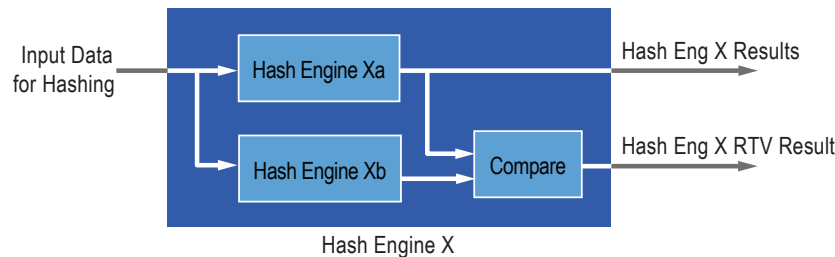 Input Data
for Hashing
Hash Engine Xa
Hash Eng X Results
Hash Engine Xb
Compare
Hash Eng X RTV Result
Hash Engine X